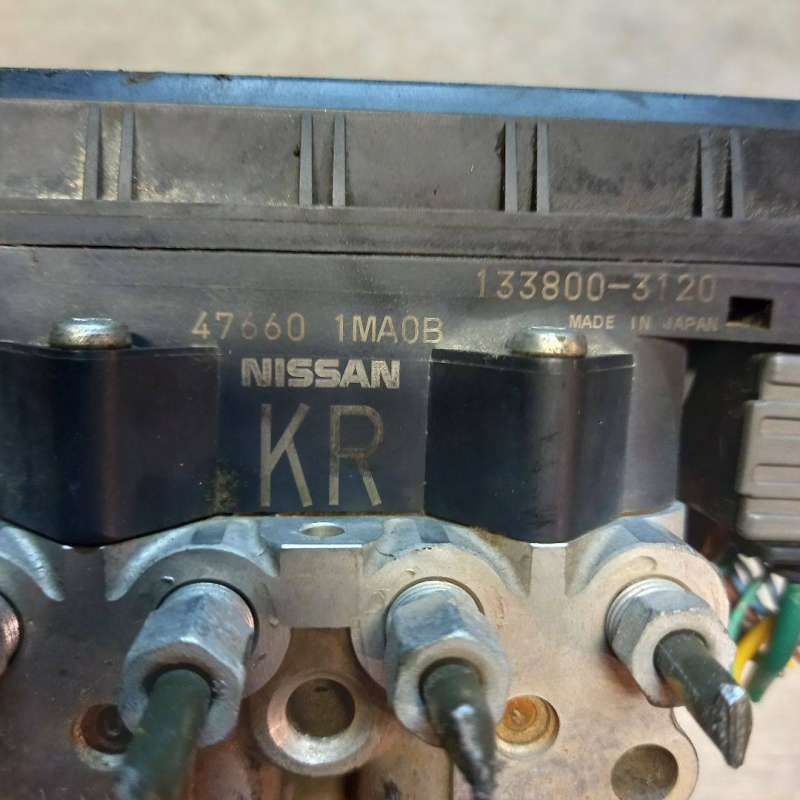 133800-3120
47660 1MA0B
MADE IN JAPAN
NISSAN
KR